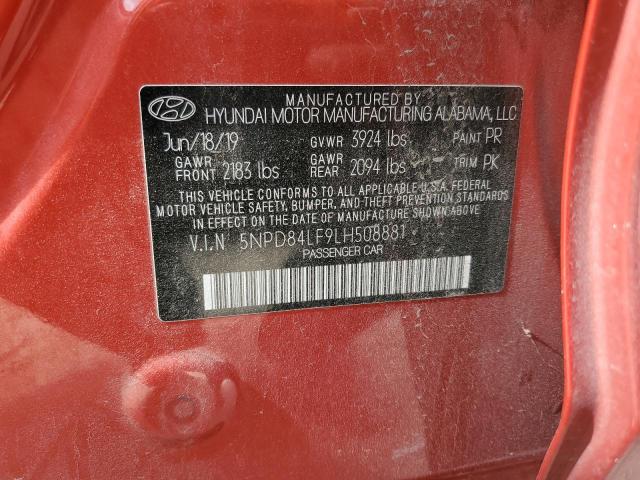 MANUFACTURED BY
HYUNDAI MOTOR MANUFACTURING ALABAMA, LLC
Jun/18/19 GVWR 3924 lbs PAINT PR
GAWR FRONT 2183 lbs GAWR REAR 2094 lbs TRIM PK
THIS VEHICLE CONFORMS TO ALL APPLICABLE U.S.A. FEDERAL
MOTOR VEHICLE SAFETY, BUMPER, AND THEFT PREVENTION STANDARDS
IN EFFECT ON THE DATE OF MANUFACTURE SHOWN ABOVE.
V.I.N 5NPD84LF9LH508881
PASSENGER CAR